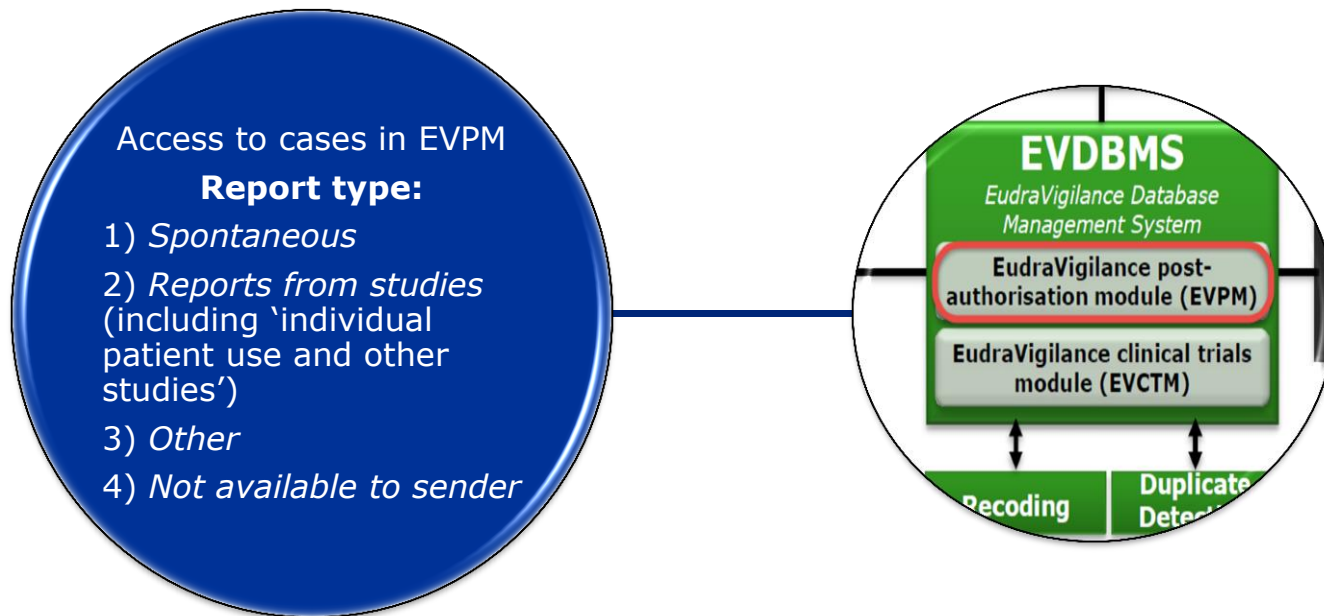 Access to cases in EVPM
Report type:
1) Spontaneous
2) Reports from studies
(including ‘individual
patient use and other
studies’)
3) Other
4) Not available to sender
EVDBMS
EudraVigilance Database
Management System
EudraVigilance post-
authorisation module (EVPM)
EudraVigilance clinical trials
module (EVCTM)
Recoding
Duplicate